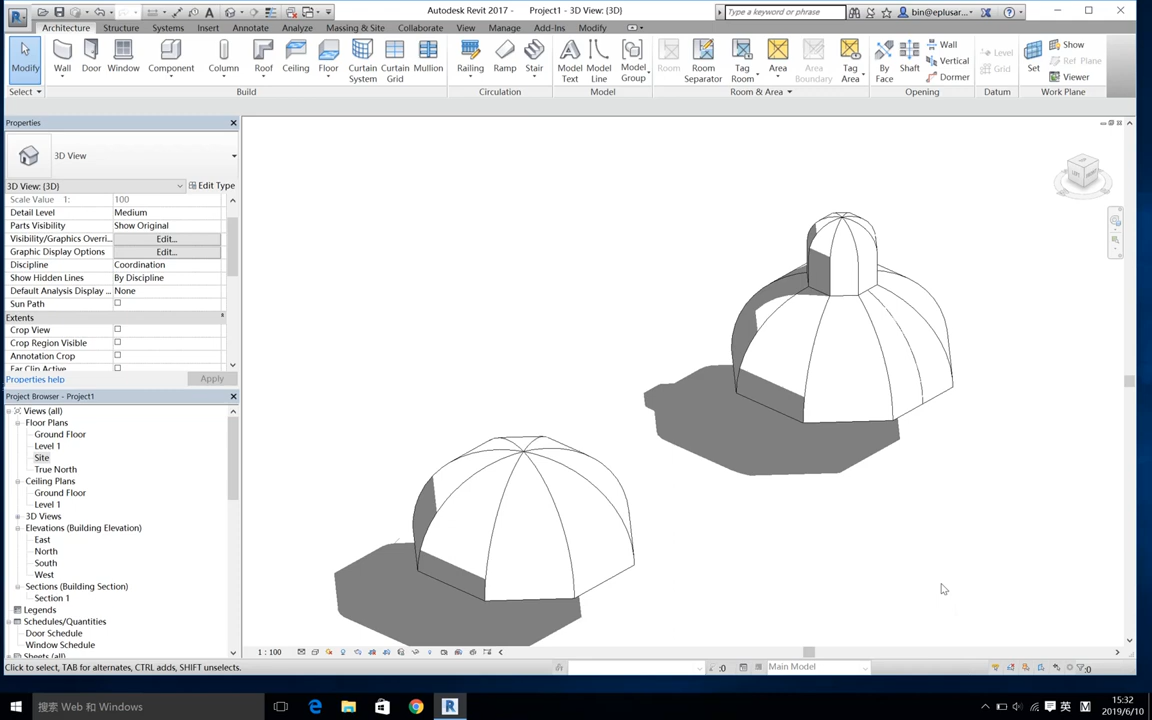 Autodesk Revit 2017 -     Project1 - 3D View: {3D}
Type a keyword or phrase
bin@eplusar...
Architecture Structure Systems Insert Annotate Analyze Massing & Site Collaborate View Manage Add-Ins Modify
Modify Wall Door Window Component Column Roof Ceiling Floor Curtain System Curtain Grid Mullion Railing Ramp Stair Model Text Model Line Model Group Room Room Separator Tag Room Area Area Boundary Tag Area By Face Shaft Wall Vertical Dormer Level Grid Set Show Ref Plane Viewer
Select Build Circulation Model Room & Area Opening Datum Work Plane
Properties
3D View
3D View: {3D} Edit Type
Scale Value 1: 100
Detail Level Medium
Parts Visibility Show Original
Visibility/Graphics Overri... Edit...
Graphic Display Options Edit...
Discipline Coordination
Show Hidden Lines By Discipline
Default Analysis Display ... None
Sun Path
Extents
Crop View
Crop Region Visible
Annotation Crop
Far Clip Active
Properties help Apply
Project Browser - Project1
Views (all)
Floor Plans
Ground Floor
Level 1
Site
True North
Ceiling Plans
Ground Floor
Level 1
3D Views
Elevations (Building Elevation)
East
North
South
West
Sections (Building Section)
Section 1
Legends
Schedules/Quantities
Door Schedule
Window Schedule
Sheets (all)
LEFT
1 : 100
Click to select, TAB for alternates, CTRL adds, SHIFT unselects.
:0
Main Model
:0
搜索 Web 和 Windows
英
M
15:32
2019/6/10